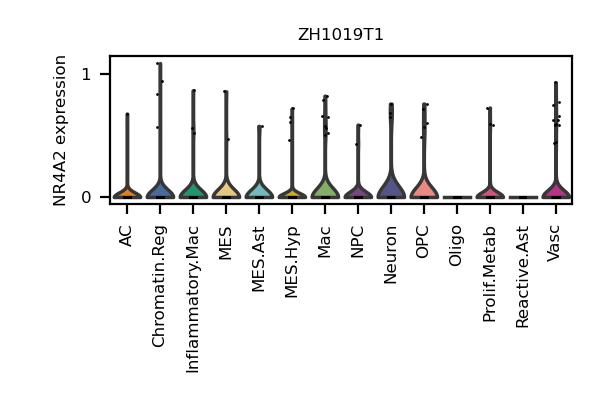 ZH1019T1
NR4A2 expression
1
0
AC
Chromatin.Reg
Inflammatory.Mac
MES
MES.Ast
MES.Hyp
Mac
NPC
Neuron
OPC
Oligo
Prolif.Metab
Reactive.Ast
Vasc